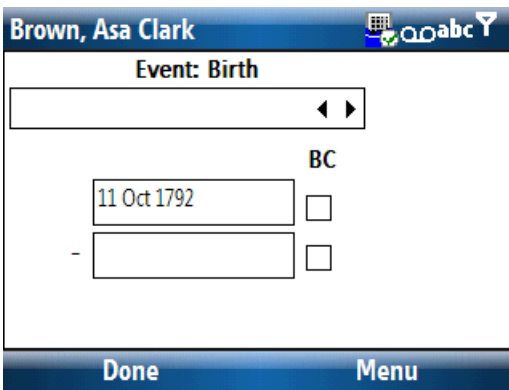 Brown, Asa Clark abc
Event: Birth
BC
11 Oct 1792
-
Done Menu